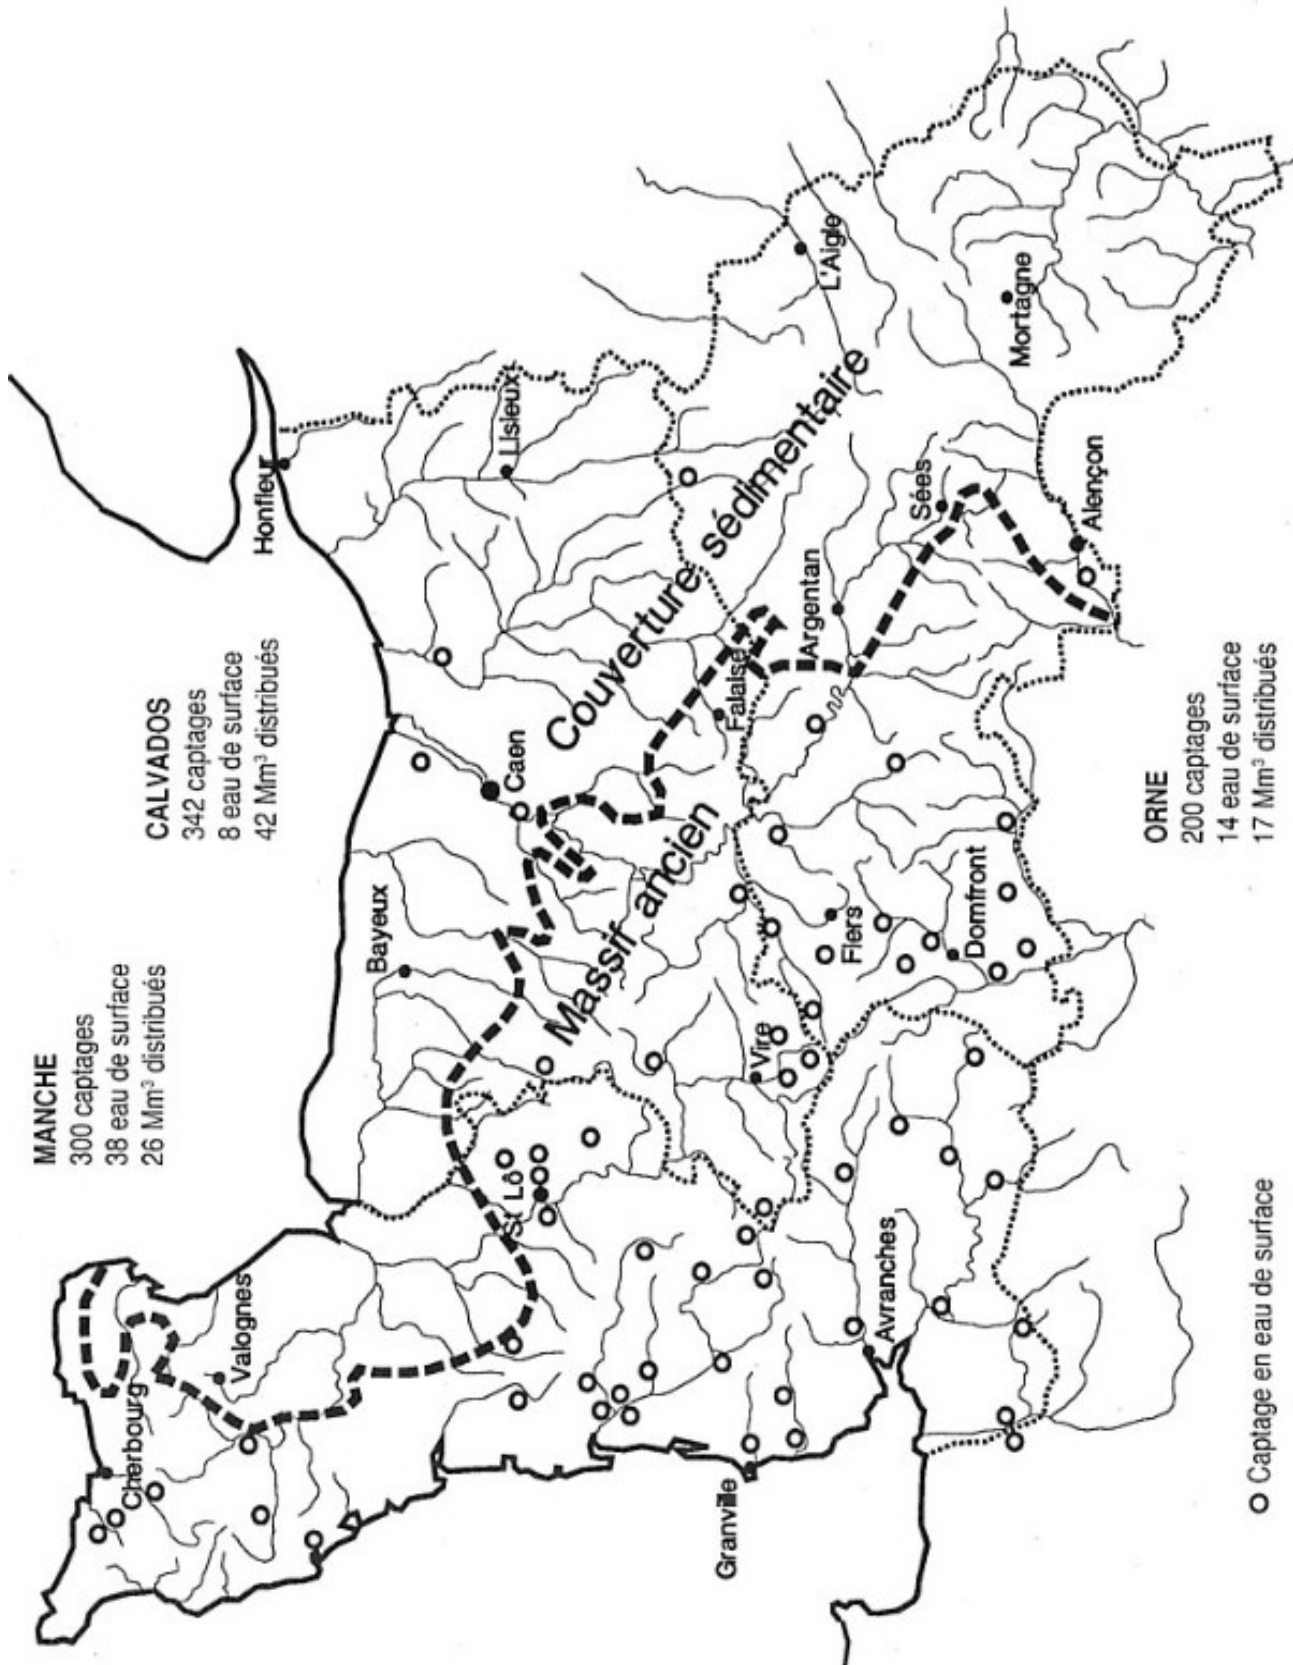 MANCHE
300 captages
38 eau de surface
26 Mm³ distribués
CALVADOS
342 captages
8 eau de surface
42 Mm³ distribués
Cherbourg
Valognes
Honfleur
Bayeux
Caen
Lisieux
St Lô
Couverture sédimentaire
Massif ancien
Falaise
Vire
Granville
Argentan
L'Aigle
Flers
Avranches
Sées
Domfront
Mortagne
Alençon
ORNE
200 captages
14 eau de surface
17 Mm³ distribués
O Captage en eau de surface